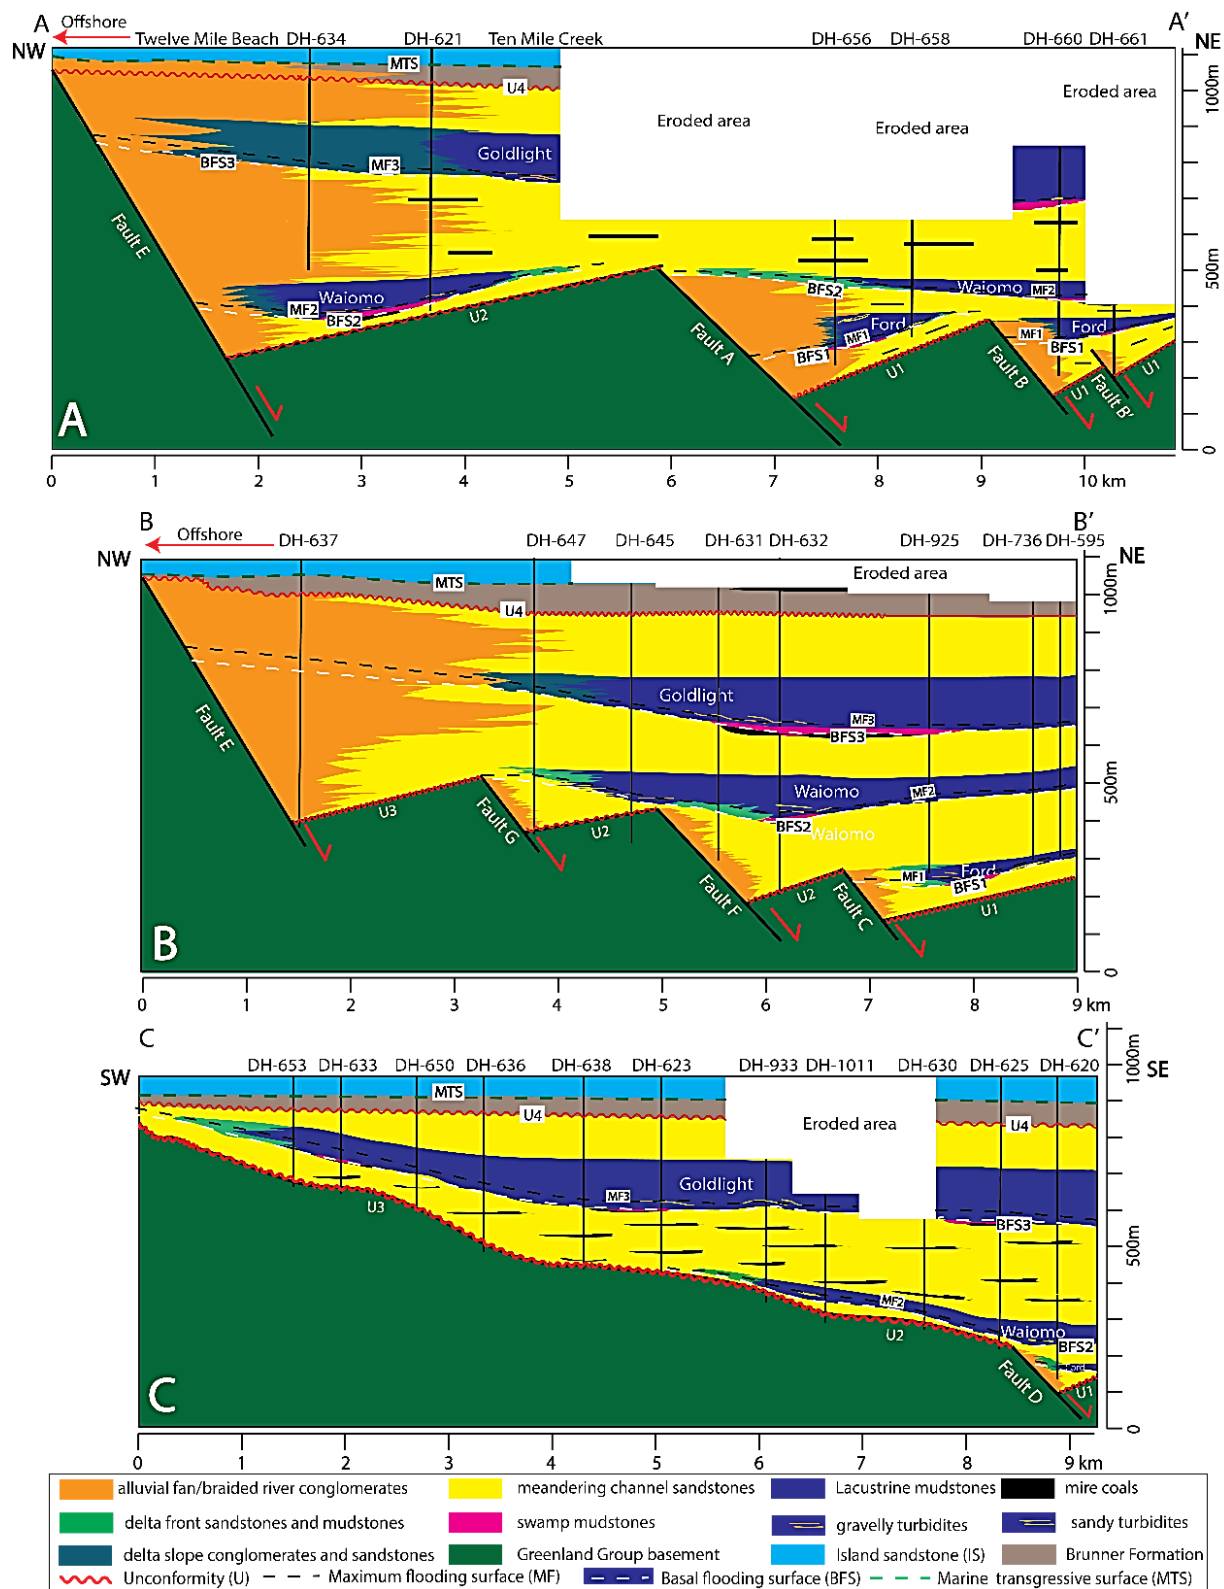 A Offshore A'
NW Twelve Mile Beach DH-634 DH-621 Ten Mile Creek DH-656 DH-658 DH-660 DH-661 NE
MTS
U4
1000m
Eroded area
Eroded area
Eroded area
Goldlight
BFS3
MF3
Fault E
500m
Waiomo
MF2
BFS2
U2
Fault A
BFS2
Waiomo
MF2
Ford
MF1
BFS1
U1
Fault B
MF1
Ford
BFS1
U1
Fault B'
U1
0
A
0 1 2 3 4 5 6 7 8 9 10 km
B Offshore B'
NW DH-637 DH-647 DH-645 DH-631 DH-632 DH-925 DH-736 DH-595 NE
Eroded area
MTS
U4
1000m
Goldlight
MF3
BFS3
Fault E
500m
Waiomo
MF2
BFS2
Waiomo
U3
Fault G
U2
Fault F
U2
Fault C
MF1
Ford
BFS1
U1
0
B
0 1 2 3 4 5 6 7 8 9 km
C C'
SW DH-653 DH-633 DH-650 DH-636 DH-638 DH-623 DH-933 DH-1011 DH-630 DH-625 DH-620 SE
1000m
MTS
U4
Eroded area
U4
Goldlight
MF3
BFS3
U3
500m
MF2
U2
Waiomo
BFS2
Ford
Fault D
U1
0
C
0 1 2 3 4 5 6 7 8 9 km
alluvial fan/braided river conglomerates meandering channel sandstones Lacustrine mudstones mire coals
delta front sandstones and mudstones swamp mudstones gravelly turbidites sandy turbidites
delta slope conglomerates and sandstones Greenland Group basement Island sandstone (IS) Brunner Formation
Unconformity (U) Maximum flooding surface (MF) Basal flooding surface (BFS) Marine transgressive surface (MTS)